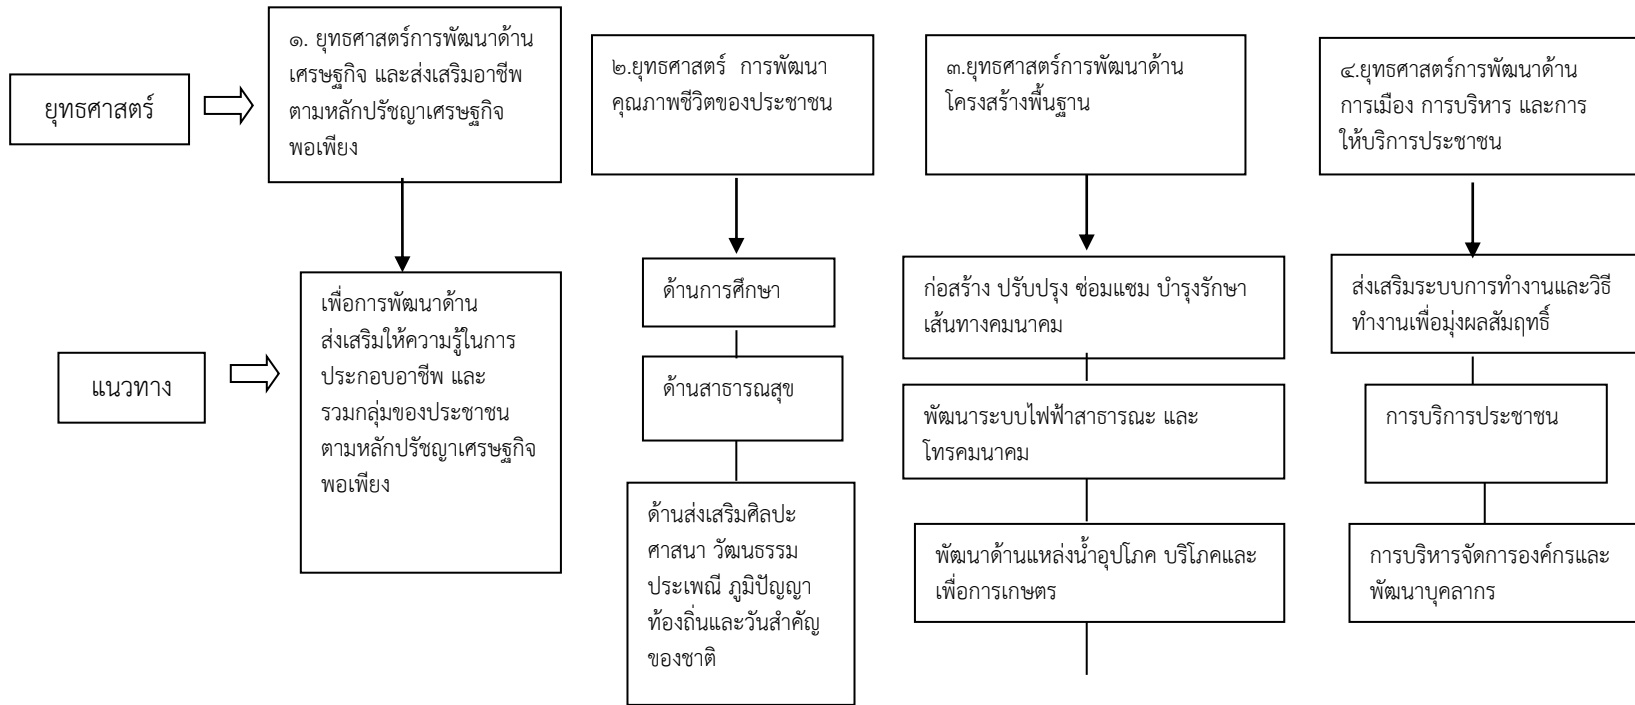 ยุทธศาสตร์
๑. ยุทธศาสตร์การพัฒนาด้าน
เศรษฐกิจ และส่งเสริมอาชีพ
ตามหลักปรัชญาเศรษฐกิจ
พอเพียง
๒.ยุทธศาสตร์ การพัฒนา
คุณภาพชีวิตของประชาชน
๓.ยุทธศาสตร์การพัฒนาด้าน
โครงสร้างพื้นฐาน
๔.ยุทธศาสตร์การพัฒนาด้าน
การเมือง การบริหาร และการ
ให้บริการประชาชน
แนวทาง
เพื่อการพัฒนาด้าน
ส่งเสริมให้ความรู้ในการ
ประกอบอาชีพ และ
รวมกลุ่มของประชาชน
ตามหลักปรัชญาเศรษฐกิจ
พอเพียง
ด้านการศึกษา
ด้านสาธารณสุข
ด้านส่งเสริมศิลปะ
ศาสนา วัฒนธรรม
ประเพณี ภูมิปัญญา
ท้องถิ่นและวันสำคัญ
ของชาติ
ก่อสร้าง ปรับปรุง ซ่อมแซม บำรุงรักษา
เส้นทางคมนาคม
พัฒนาระบบไฟฟ้าสาธารณะ และ
โทรคมนาคม
พัฒนาด้านแหล่งน้ำอุปโภค บริโภคและ
เพื่อการเกษตร
ส่งเสริมระบบการทำงานและวิธี
ทำงานเพื่อมุ่งผลสัมฤทธิ์
การบริการประชาชน
การบริหารจัดการองค์กรและ
พัฒนาบุคลากร